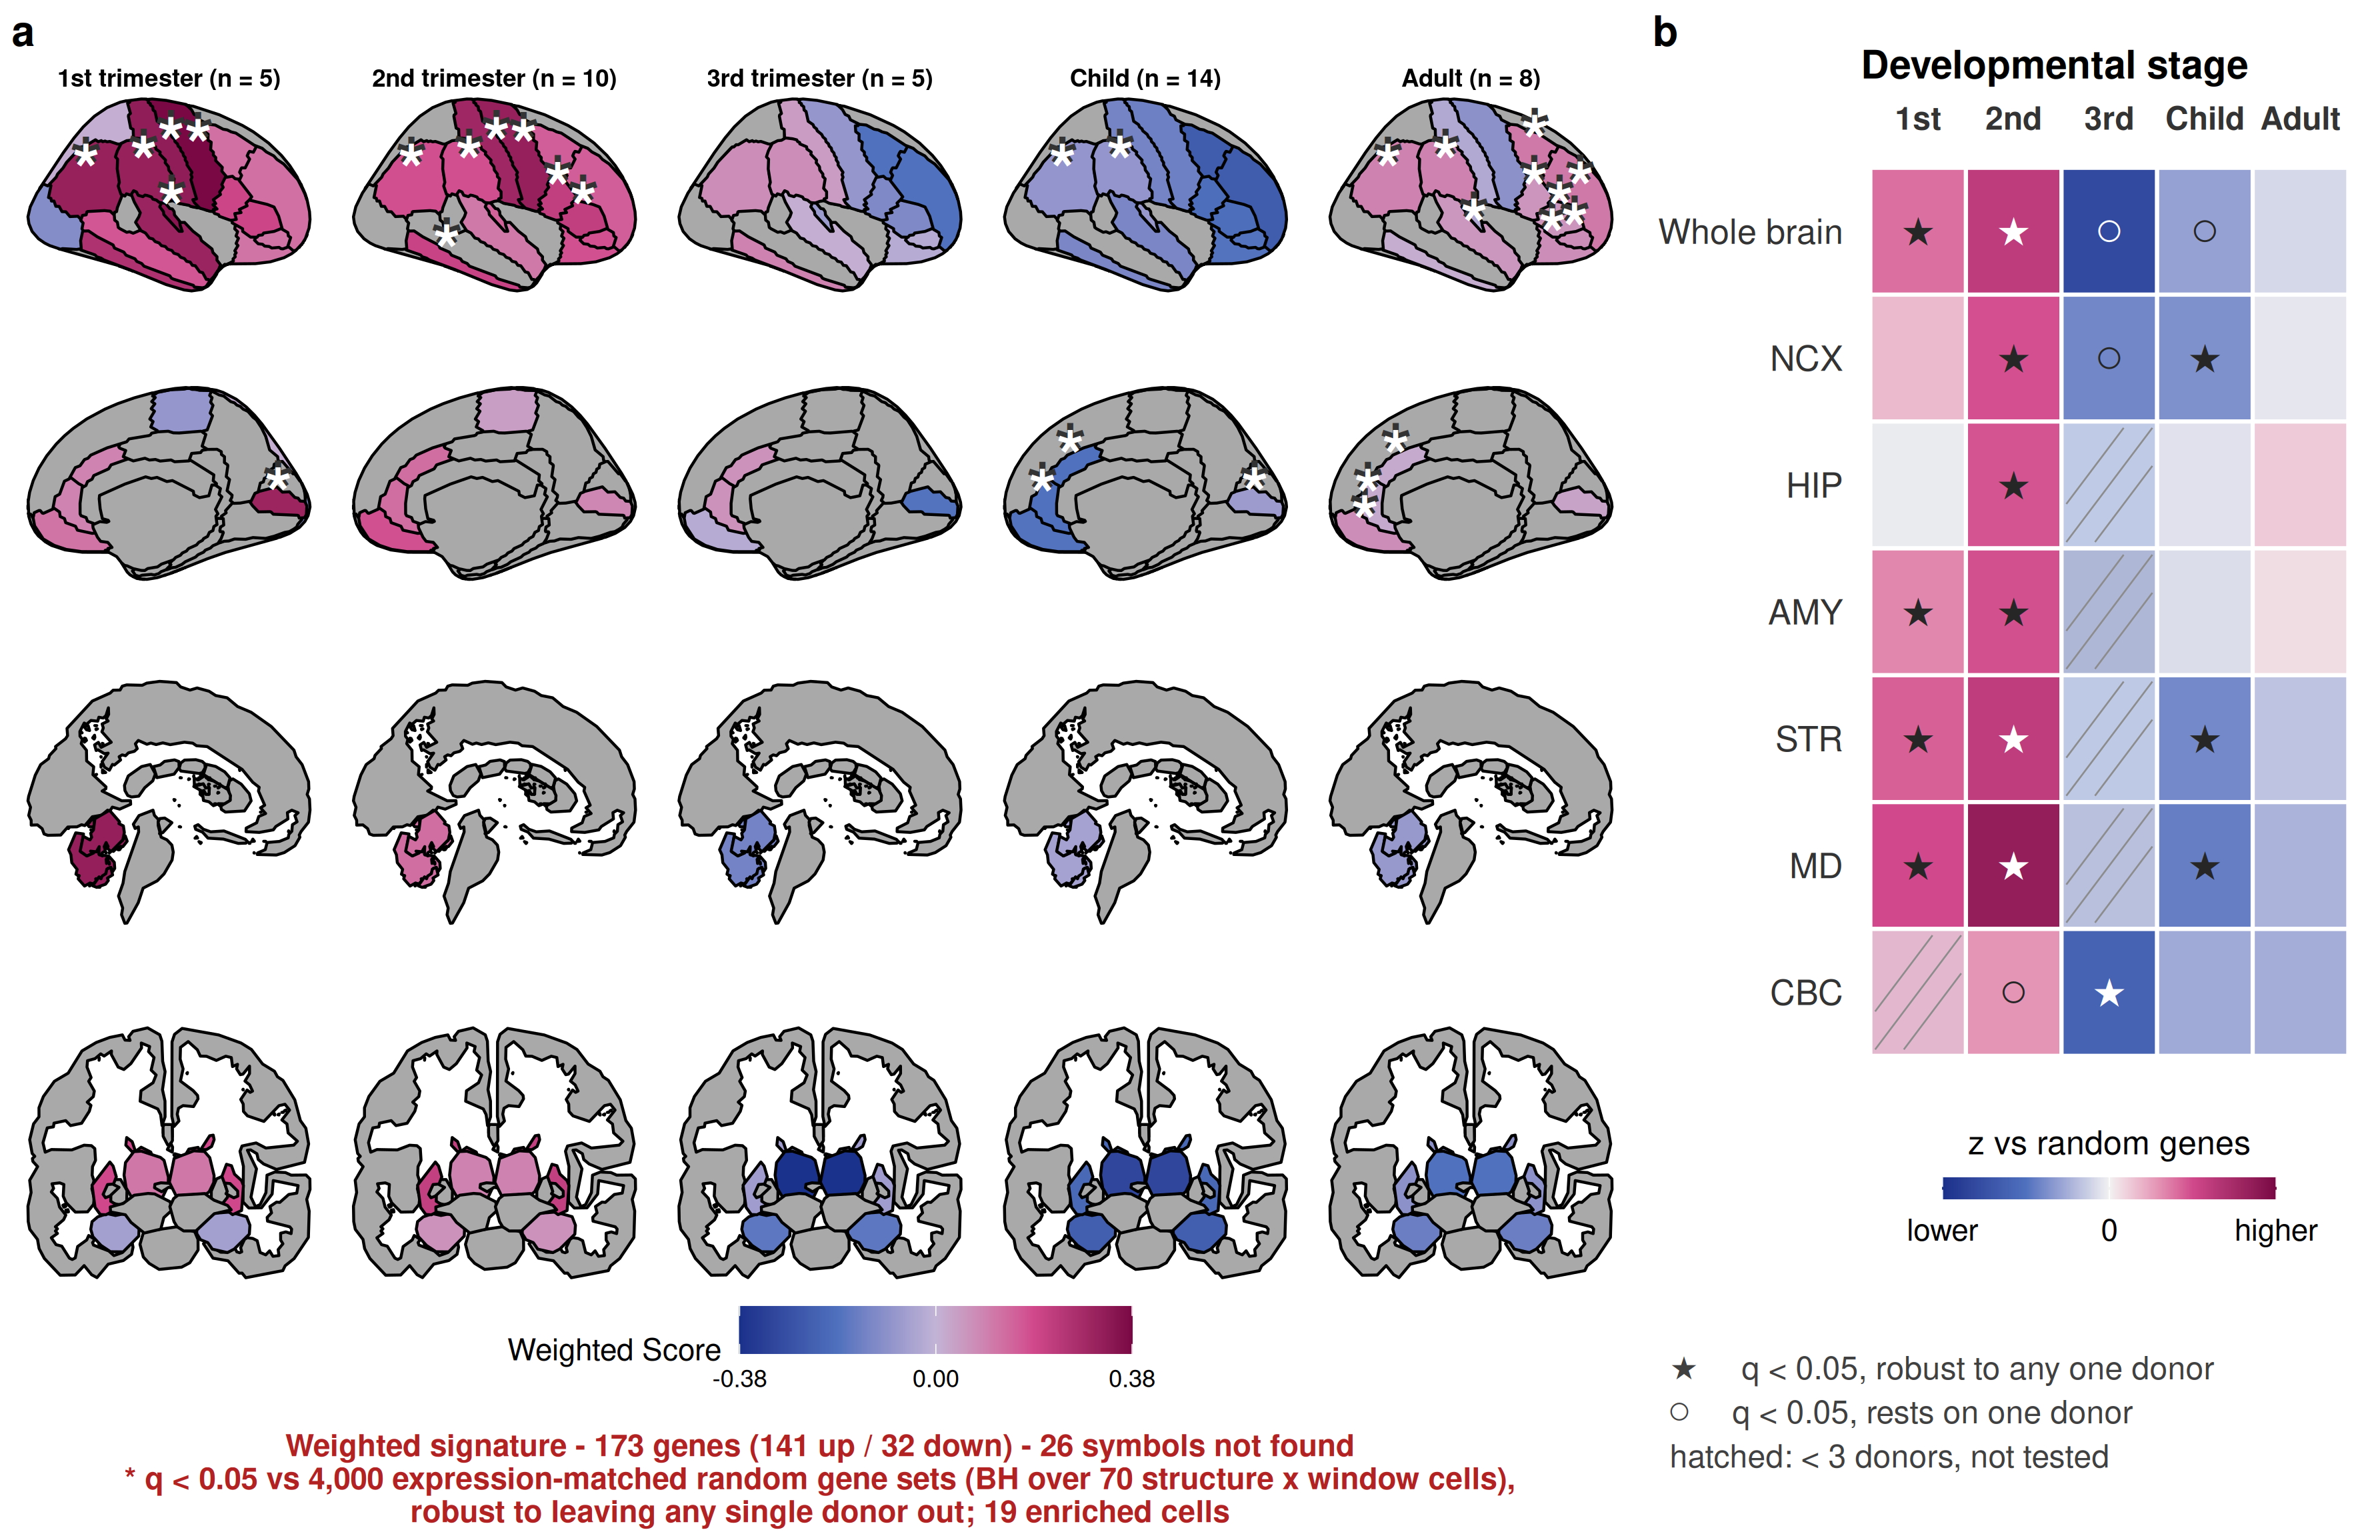 a
1st trimester (n = 5)
2nd trimester (n = 10)
3rd trimester (n = 5)
Child (n = 14)
Adult (n = 8)
Weighted Score
-0.38
0.00
0.38
Weighted signature - 173 genes (141 up / 32 down) - 26 symbols not found
* q < 0.05 vs 4,000 expression-matched random gene sets (BH over 70 structure x window cells),
robust to leaving any single donor out; 19 enriched cells
b
Developmental stage
1st 2nd 3rd Child Adult
Whole brain
NCX
HIP
AMY
STR
MD
CBC
z vs random genes
lower 0 higher
★ q < 0.05, robust to any one donor
○ q < 0.05, rests on one donor
hatched: < 3 donors, not tested